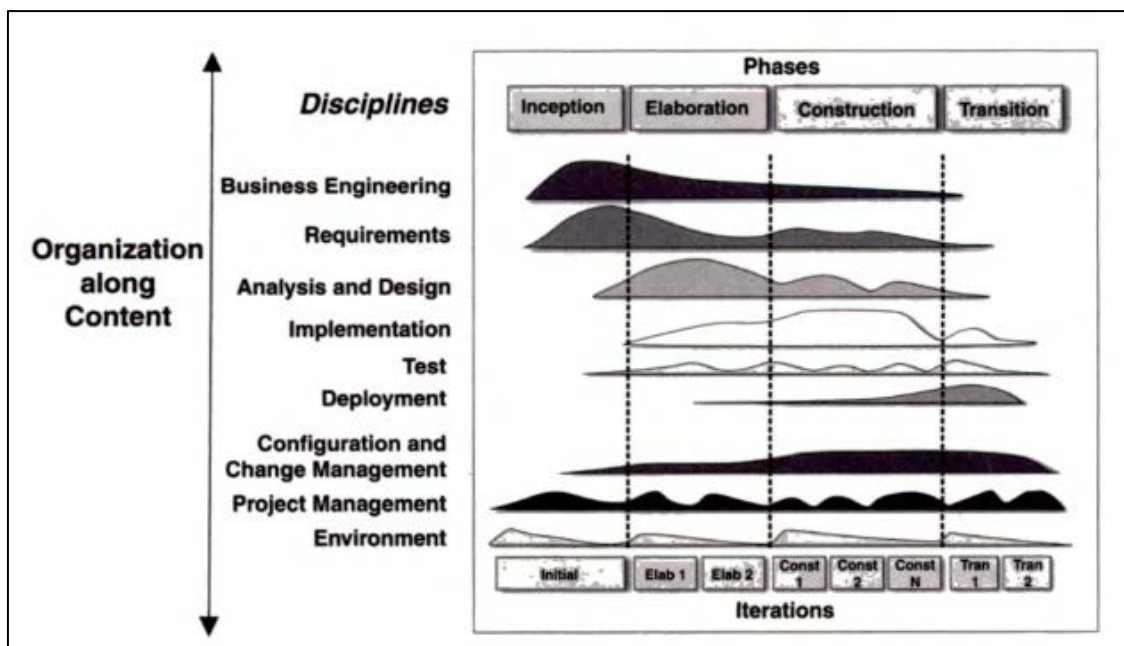 Phases
Disciplines
Inception
Elaboration
Construction
Transition
Business Engineering
Requirements
Organization
along
Content
Analysis and Design
Implementation
Test
Deployment
Configuration and
Change Management
Project Management
Environment
Initial
Elab 1
Elab 2
Const
1
Const
2
Const
N
Tran
1
Tran
2
Iterations